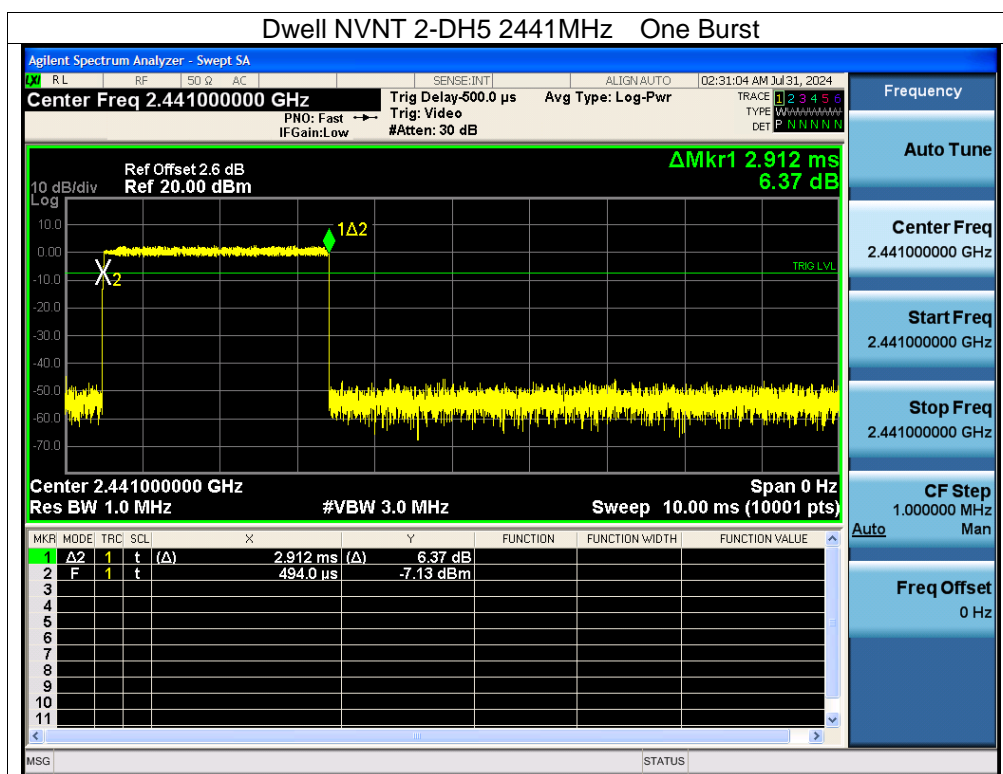 Dwell NVNT 2-DH5 2441MHz One Burst
Agilent Spectrum Analyzer - Swept SA
LXI RL RF 50 Ω AC SENSE:INT ALIGN AUTO 02:31:04 AM Jul 31, 2024
Center Freq 2.441000000 GHz
PNO: Fast
IFGain:Low
Trig Delay-500.0 µs
Trig: Video
#Atten: 30 dB
Avg Type: Log-Pwr
TRACE 1 2 3 4 5 6
TYPE WWWWWW
DET P N N N N N
Ref Offset 2.6 dB
10 dB/div Ref 20.00 dBm
Log
ΔMkr1 2.912 ms
6.37 dB
10.0
0.00
-10.0
-20.0
-30.0
-40.0
-50.0
-60.0
-70.0
1Δ2
2
TRIG LVL
Center 2.441000000 GHz Span 0 Hz
Res BW 1.0 MHz #VBW 3.0 MHz Sweep 10.00 ms (10001 pts)
MKR MODE TRC SCL X Y FUNCTION FUNCTION WIDTH FUNCTION VALUE
1 Δ2 1 t (Δ) 2.912 ms (Δ) 6.37 dB
2 F 1 t 494.0 µs -7.13 dBm
3
4
5
6
7
8
9
10
11
MSG STATUS
Frequency
Auto Tune
Center Freq
2.441000000 GHz
Start Freq
2.441000000 GHz
Stop Freq
2.441000000 GHz
CF Step
1.000000 MHz
Auto Man
Freq Offset
0 Hz